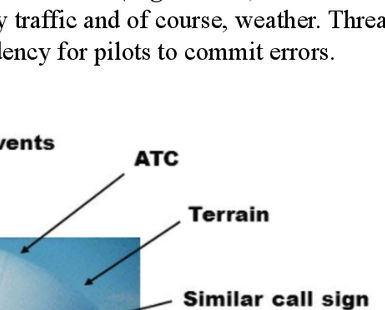 y traffic and of course, weather. Threa
dency for pilots to commit errors.
vents
ATC
Terrain
Similar call sign